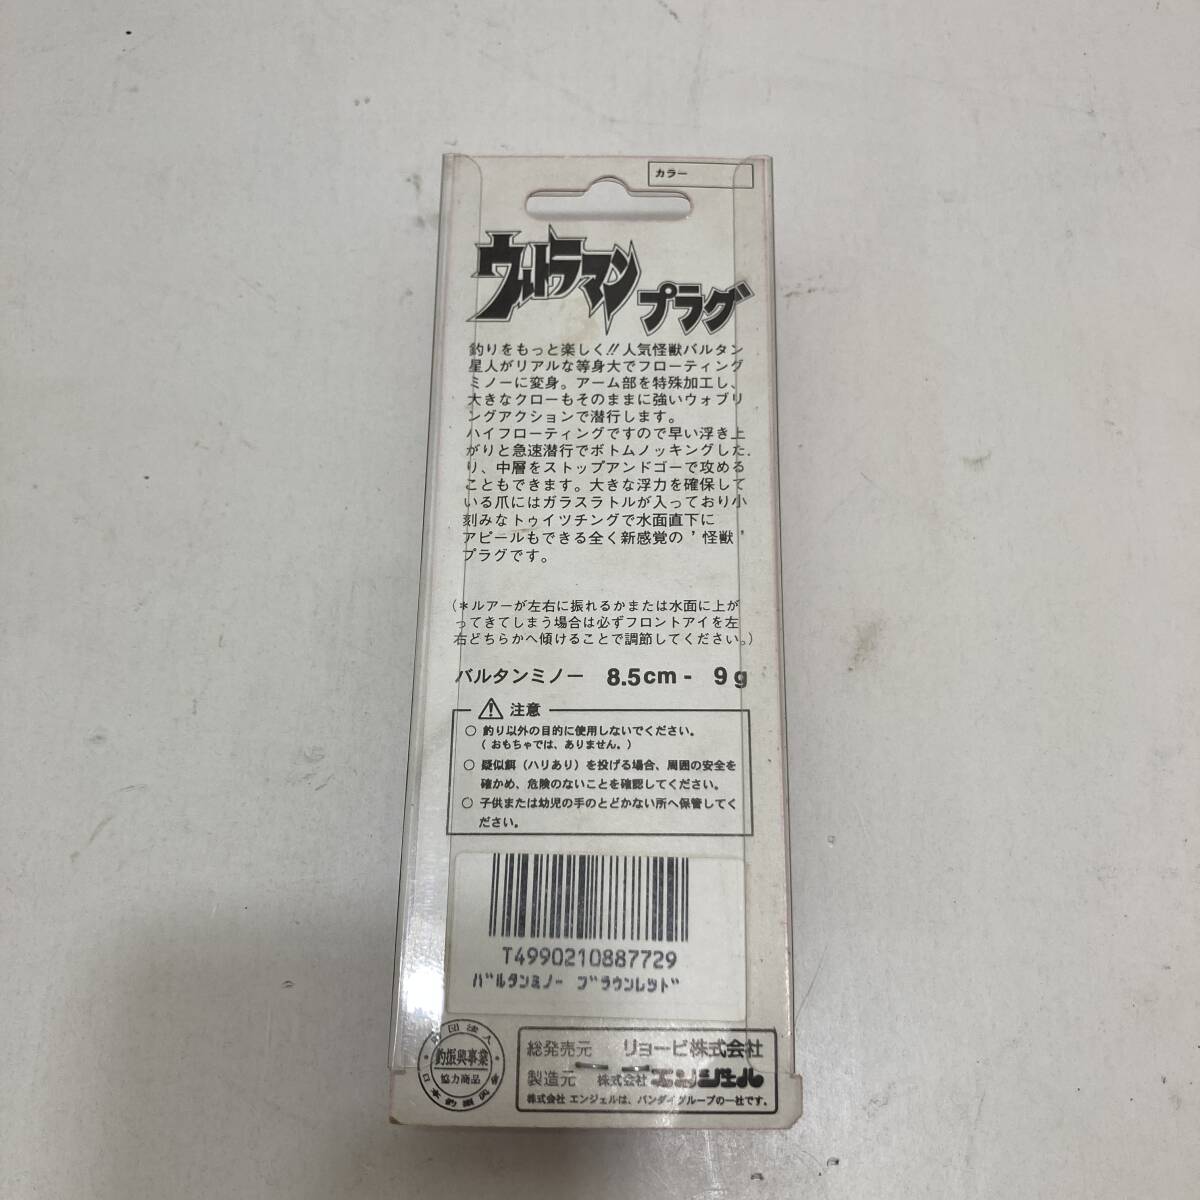 カラー
ウルトラマン
プラグ
釣りをもっと楽しく!!人気怪獣バルタン
星人がリアルな等身大でフローティング
ミノーに変身。アーム部を特殊加工し、
大きなクローもそのままに強いウォブリ
ングアクションで潜行します。
ハイフローティングですので早い浮き上
がりと急速潜行でボトムノッキングした
り、中層をストップアンドゴーで攻める
こともできます。大きな浮力を確保して
いる爪にはガラスラトルが入っており小
刻みなトゥイツチングで水面直下に
アピールもできる全く新感覚の ’怪獣’
プラグです。
(*ルアーが左右に振れるかまたは水面に上が
ってきてしまう場合は必ずフロントアイを左
右どちらかへ傾けることで調節してください。)
バルタンミノー 8.5cm - 9g
注意
○ 釣り以外の目的に使用しないでください。
(おもちゃでは、ありません。)
○ 疑似餌(ハリあり)を投げる場合、周囲の安全を
確かめ、危険のないことを確認してください。
○ 子供または幼児の手のとどかない所へ保管してく
ださい。
T4990210887729
バルタンミノー ブラウンレッド
財団法人
釣振興事業
協力商品
総発売元 リョービ株式会社
製造元 株式会社エンジェル
株式会社 エンジェルは、バンダイグループの一社です。